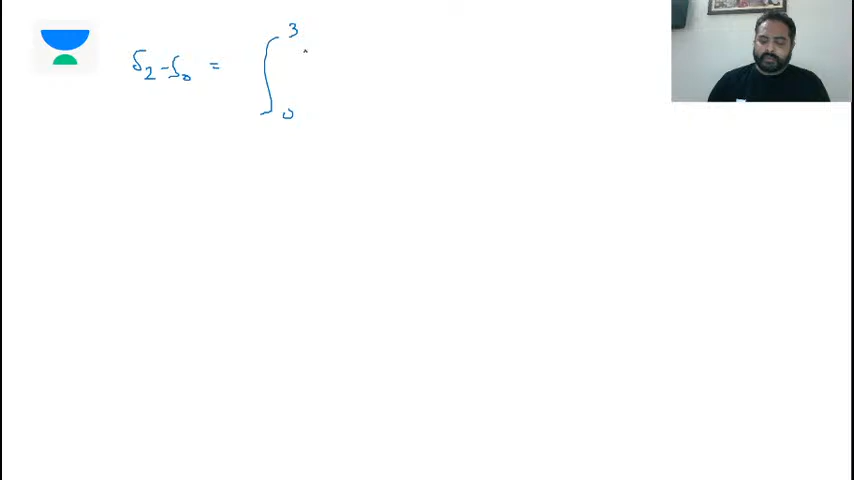 S₂ - S₀ = ∫₀³